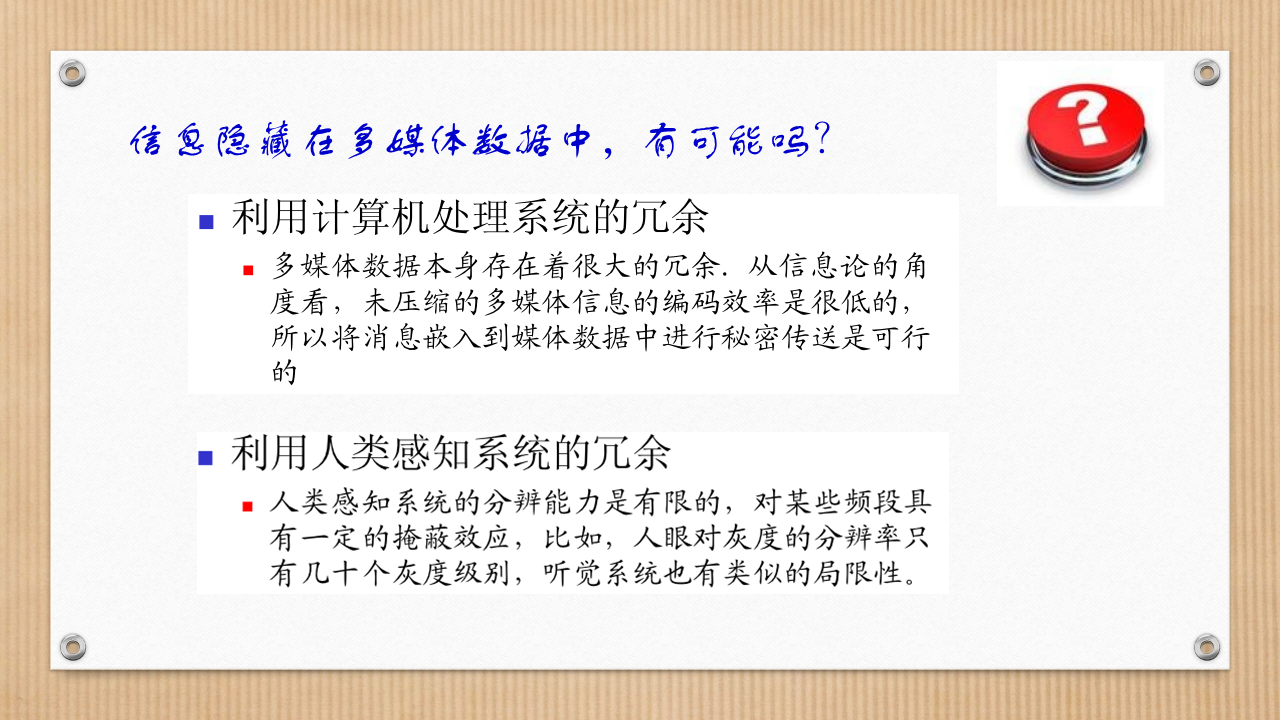 信息隐藏在多媒体数据中，有可能吗?
利用计算机处理系统的冗余
多媒体数据本身存在着很大的冗余. 从信息论的角
度看，未压缩的多媒体信息的编码效率是很低的，
所以将消息嵌入到媒体数据中进行秘密传送是可行
的
利用人类感知系统的冗余
人类感知系统的分辨能力是有限的，对某些频段具
有一定的掩蔽效应，比如，人眼对灰度的分辨率只
有几十个灰度级别，听觉系统也有类似的局限性。
?